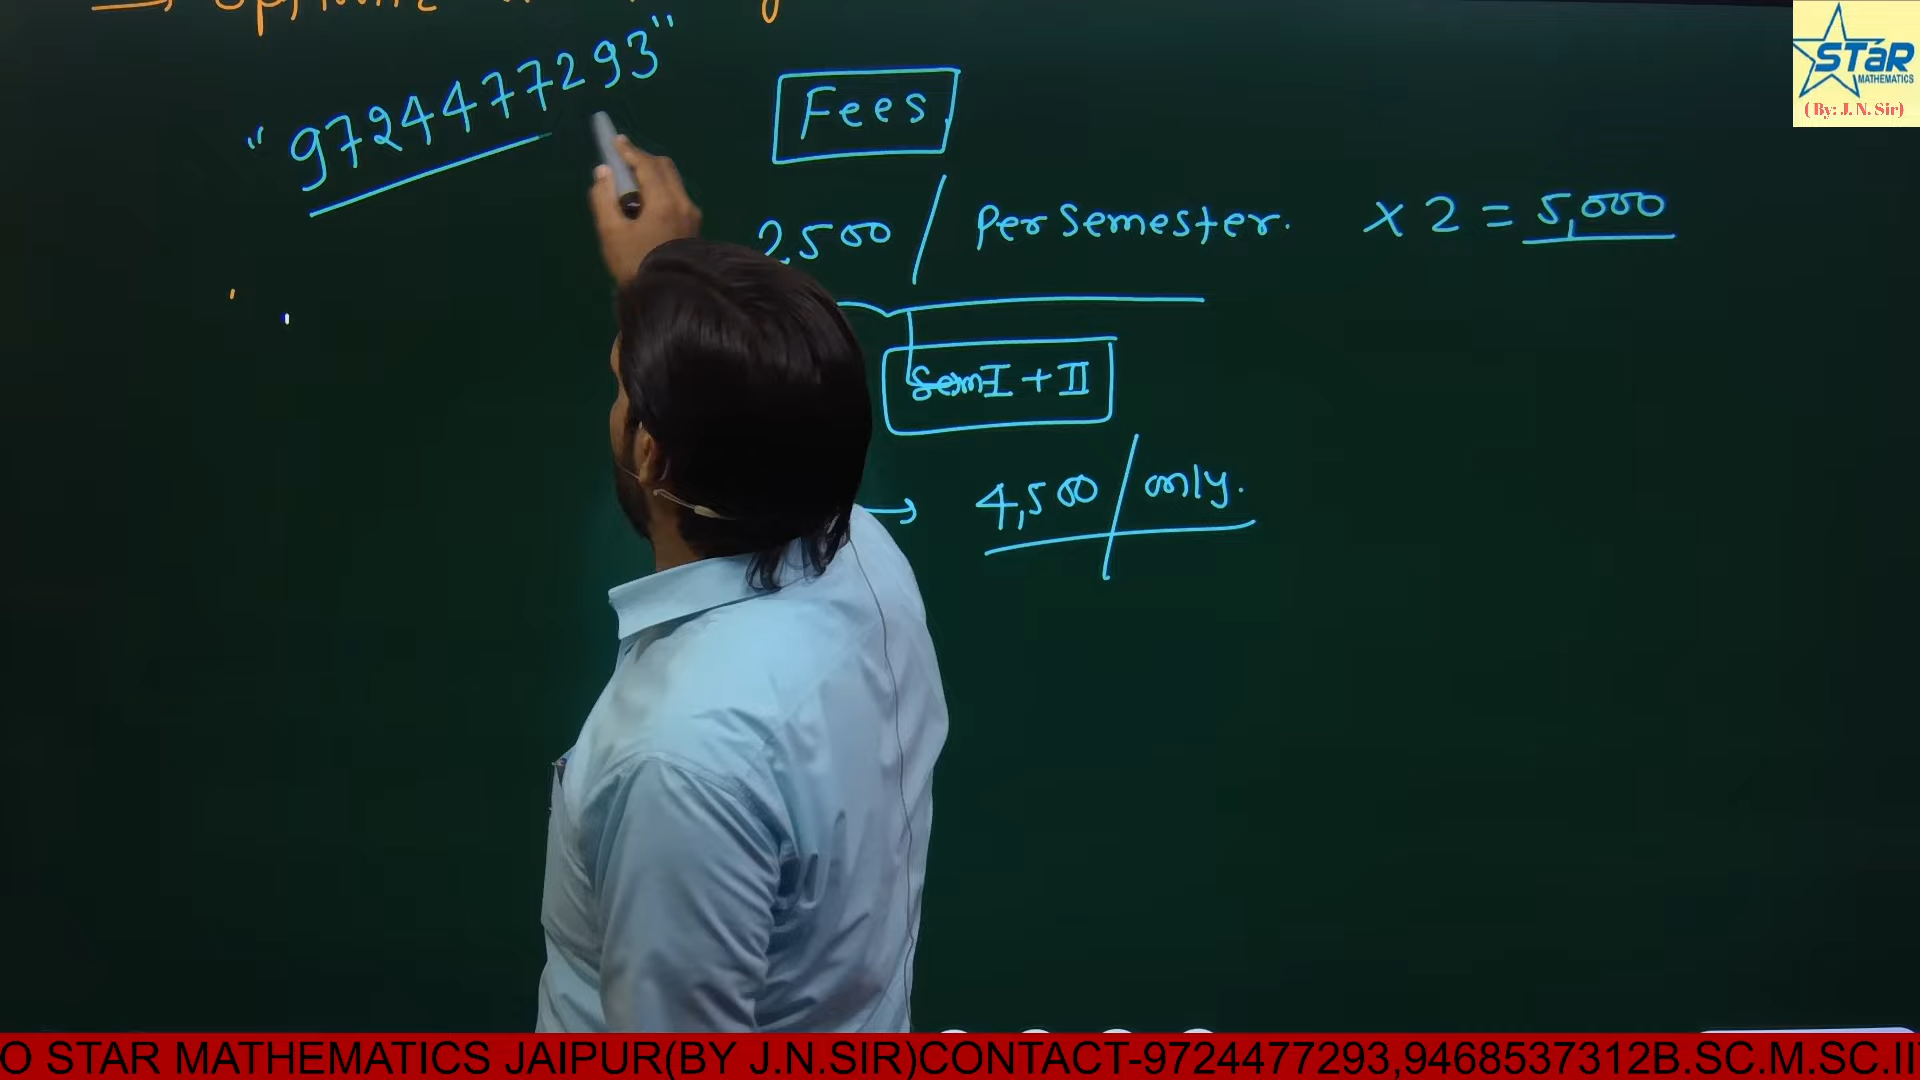 "9724477293"
Fees.
2500 / Per semester. × 2 = 5,000
Sem I + II
→ 4,500 / only.
STaR
MATHEMATICS
( By: J. N. Sir)
O STAR MATHEMATICS JAIPUR(BY J.N.SIR)CONTACT-9724477293,9468537312B.SC.M.SC.II